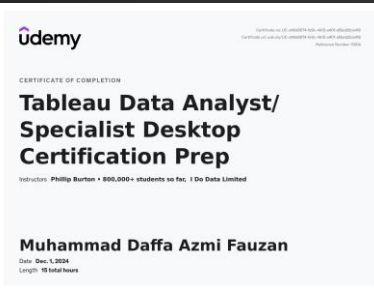 ûdemy
CERTIFICATE OF COMPLETION
Tableau Data Analyst/
Specialist Desktop
Certification Prep
Instructors Phillip Burton • 800,000+ students so far, I Do Data Limited
Muhammad Daffa Azmi Fauzan
Date Dec. 1, 2024
Length 15 total hours